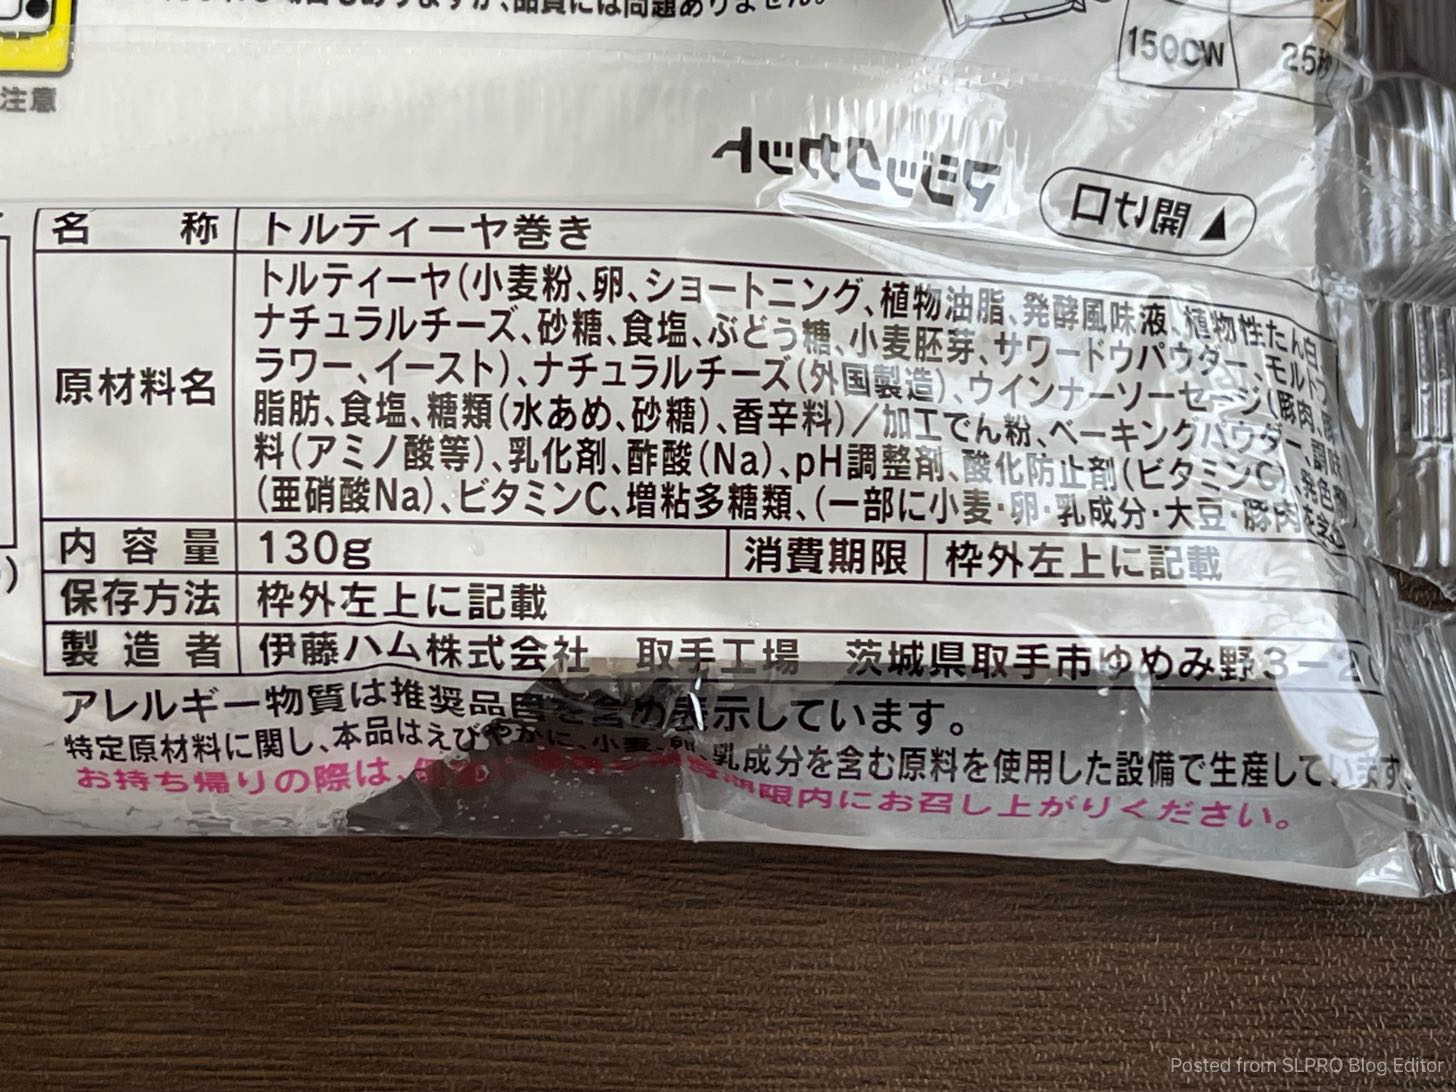 品質には問題ありません。
150CW 25秒
注意
マジックカット
▲開け口
名称 トルティーヤ巻き
原材料名
トルティーヤ(小麦粉、卵、ショートニング、植物油脂、発酵風味液、植物性たん白、
ナチュラルチーズ、砂糖、食塩、ぶどう糖、小麦胚芽、サワードウパウダー、モルトフ
ラワー、イースト)、ナチュラルチーズ(外国製造)、ウインナーソーセージ(豚肉、豚
脂肪、食塩、糖類(水あめ、砂糖)、香辛料)/加工でん粉、ベーキングパウダー、調味
料(アミノ酸等)、乳化剤、酢酸(Na)、pH調整剤、酸化防止剤(ビタミンC)、発色剤
(亜硝酸Na)、ビタミンC、増粘多糖類、(一部に小麦・卵・乳成分・大豆・豚肉を含む)
内容量 130g 消費期限 枠外左上に記載
保存方法 枠外左上に記載
製造者 伊藤ハム株式会社 取手工場 茨城県取手市ゆめみ野3-2
アレルギー物質は推奨品目を含め表示しています。
特定原材料に関し、本品はえびやかに、小麦、卵、乳成分を含む原料を使用した設備で生産しています。
お持ち帰りの際は、期限内にお召し上がりください。
Posted from SLPRO Blog Editor